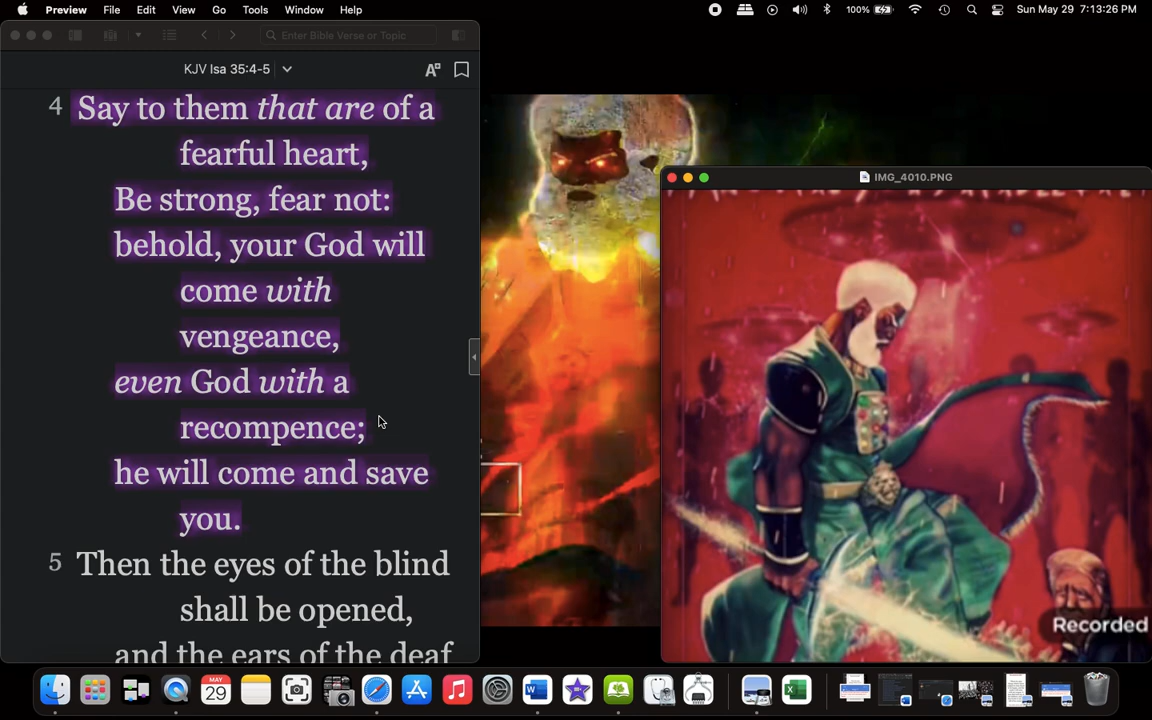 Preview File Edit View Go Tools Window Help 100% Sun May 29 7:13:26 PM
Enter Bible Verse or Topic
KJV Isa 35:4-5
4 Say to them that are of a
fearful heart,
Be strong, fear not:
behold, your God will
come with
vengeance,
even God with a
recompence;
he will come and save
you.
5 Then the eyes of the blind
shall be opened,
and the ears of the deaf
IMG_4010.PNG
Recorded
MAY
29